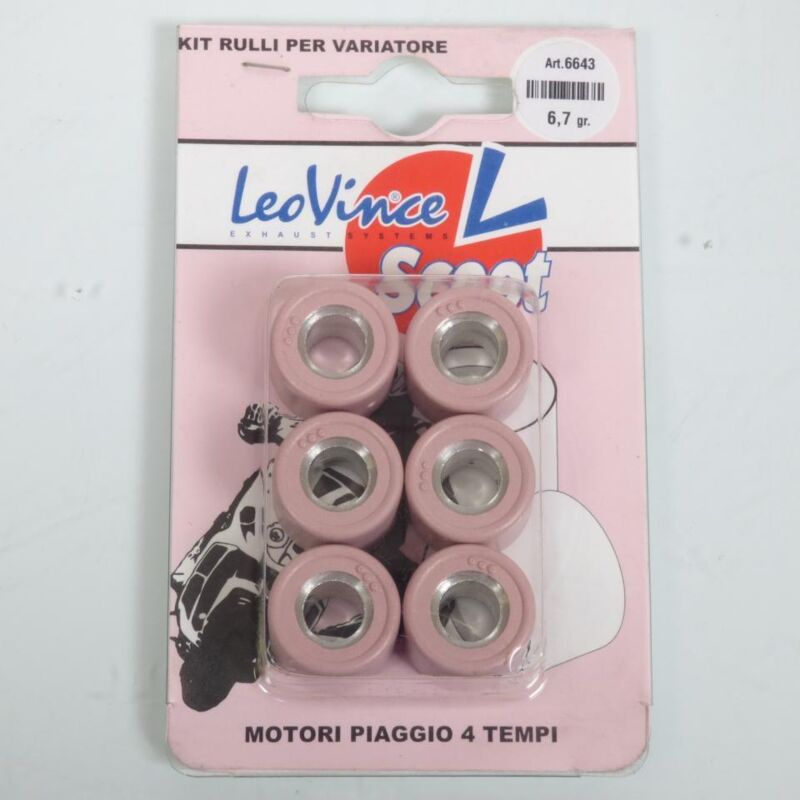 KIT RULLI PER VARIATORE
Art.6643
6,7 gr.
LeoVince®
EXHAUST SYSTEMS
Scoot
MOTORI PIAGGIO 4 TEMPI